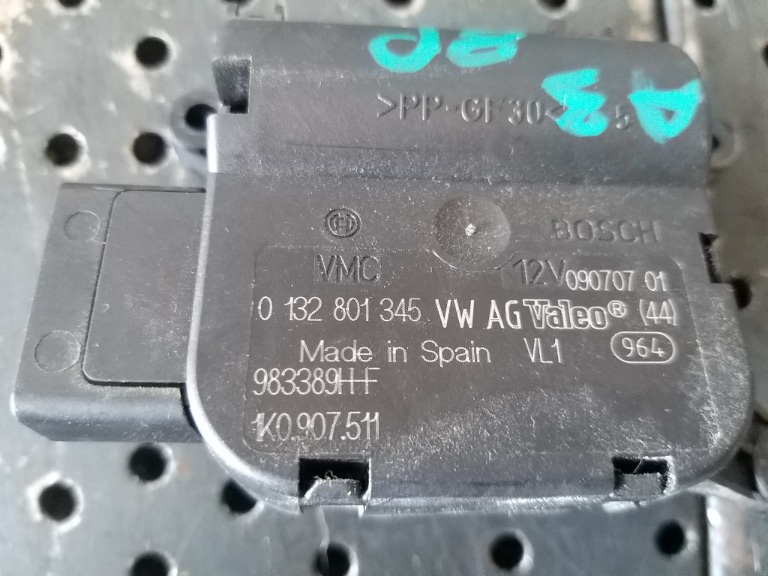 >PP-GF30<
BOSCH
VMC 12V 090707 01
0 132 801 345 VW AG Valeo® (44)
Made in Spain VL1 964
983389H-F
1K0.907.511